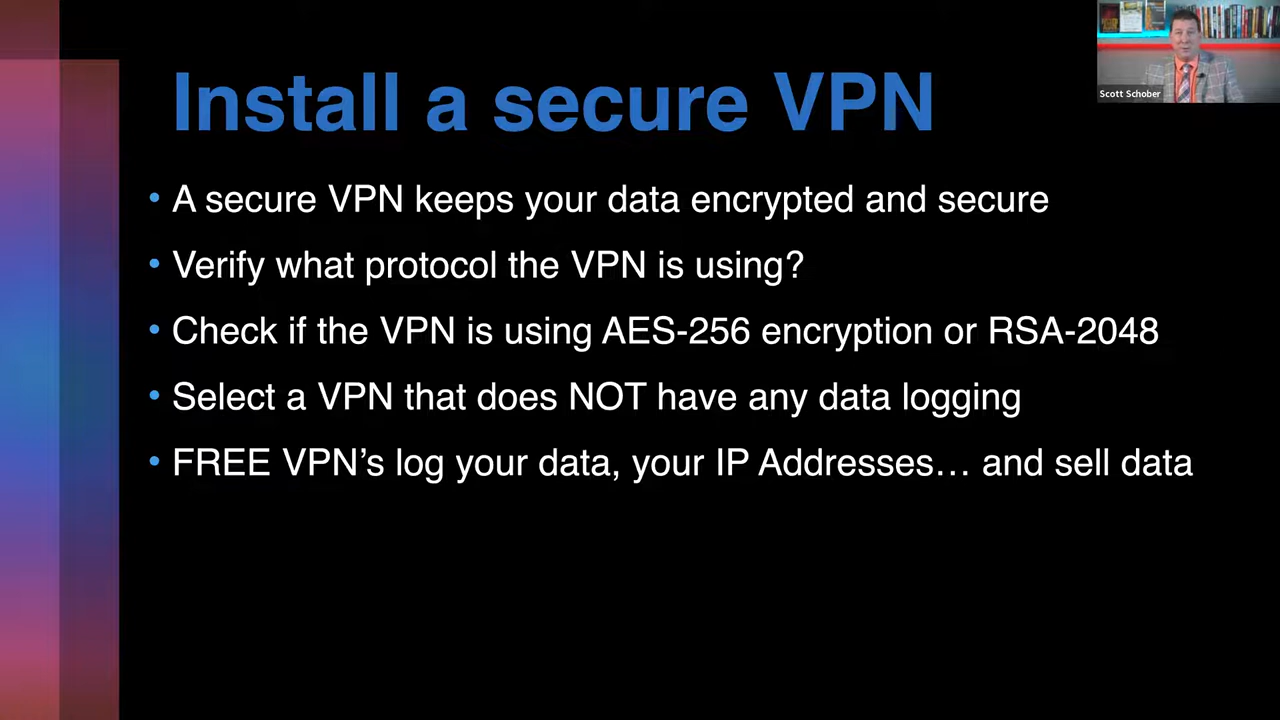 Install a secure VPN
Scott Schober
• A secure VPN keeps your data encrypted and secure
• Verify what protocol the VPN is using?
• Check if the VPN is using AES-256 encryption or RSA-2048
• Select a VPN that does NOT have any data logging
• FREE VPN’s log your data, your IP Addresses… and sell data